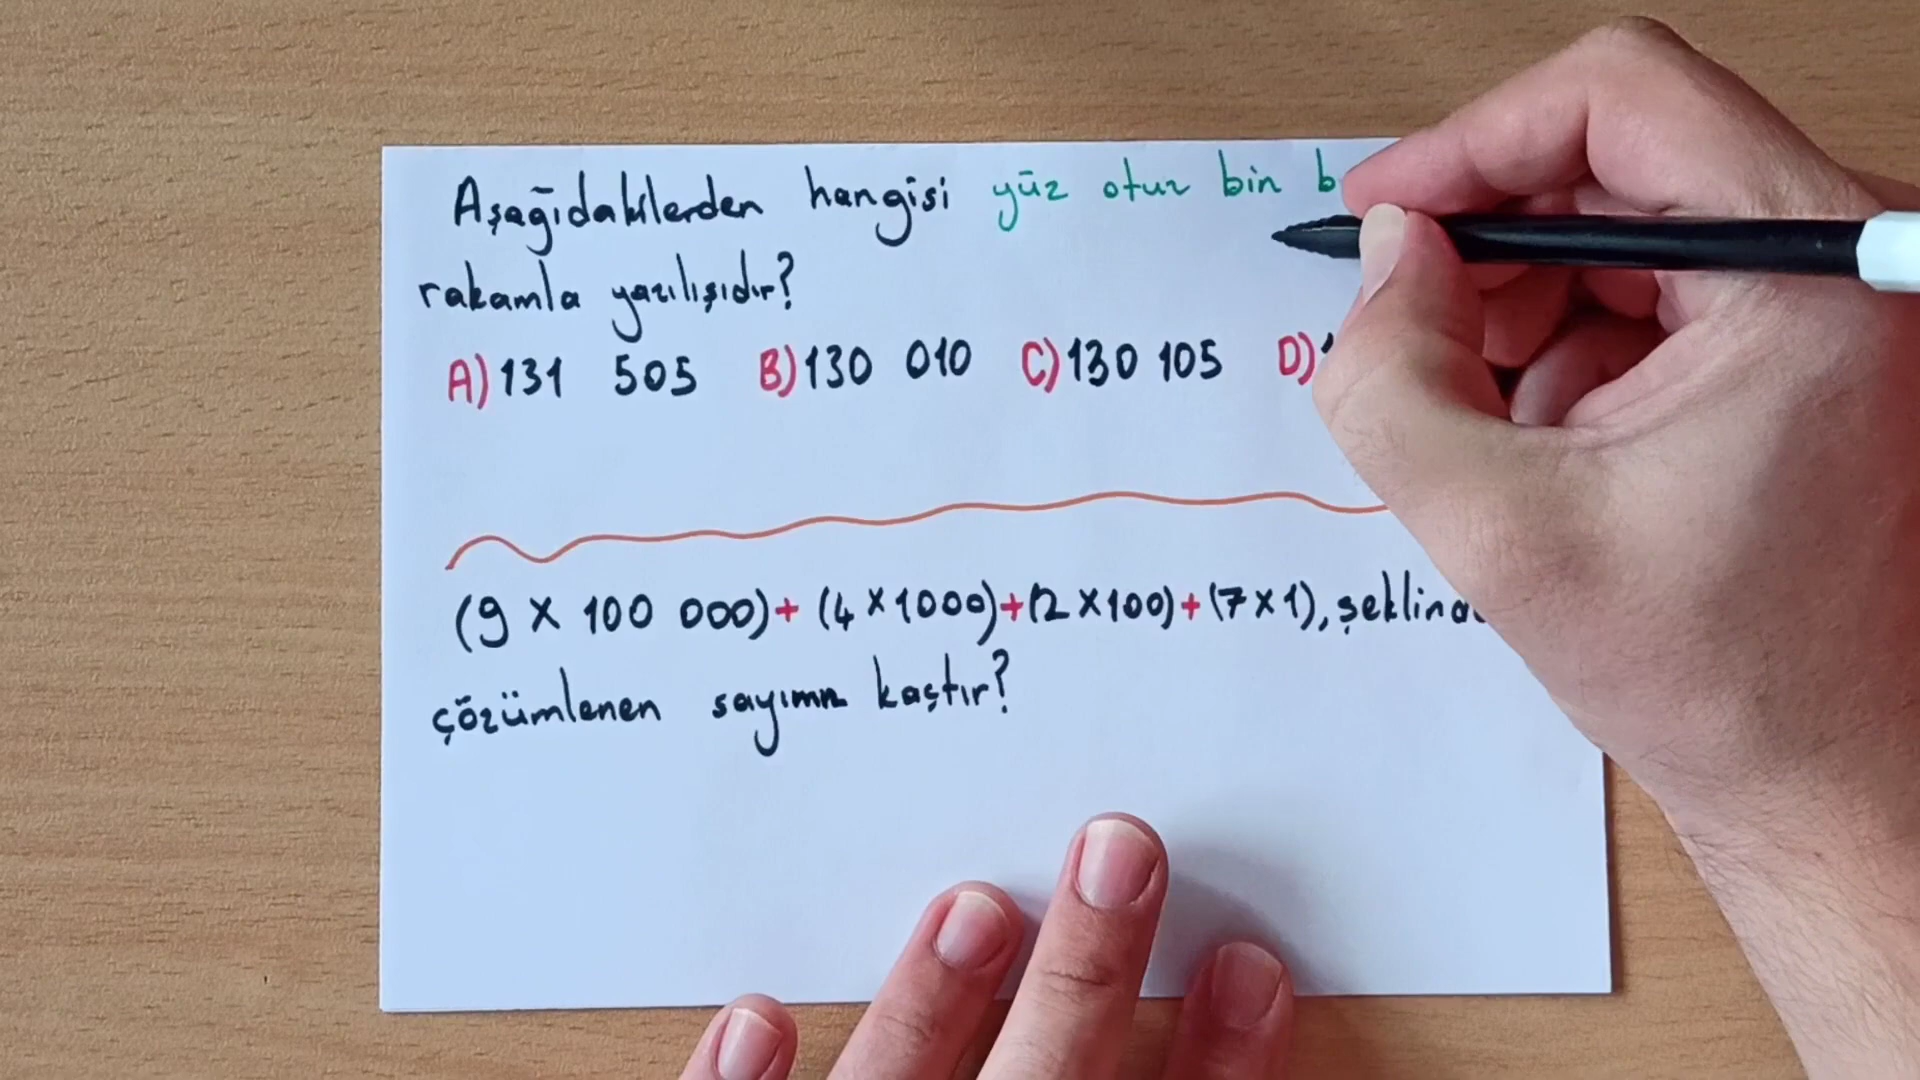 Aşağıdakilerden hangisi yüz otuz bin
rakamla yazılışıdır?
A) 131 505 B) 130 010 C) 130 105 D)
(9 x 100 000) + (4 x 1000) + (2 x 100) + (7 x 1), şeklinde
çözümlenen sayımn kaçtır?